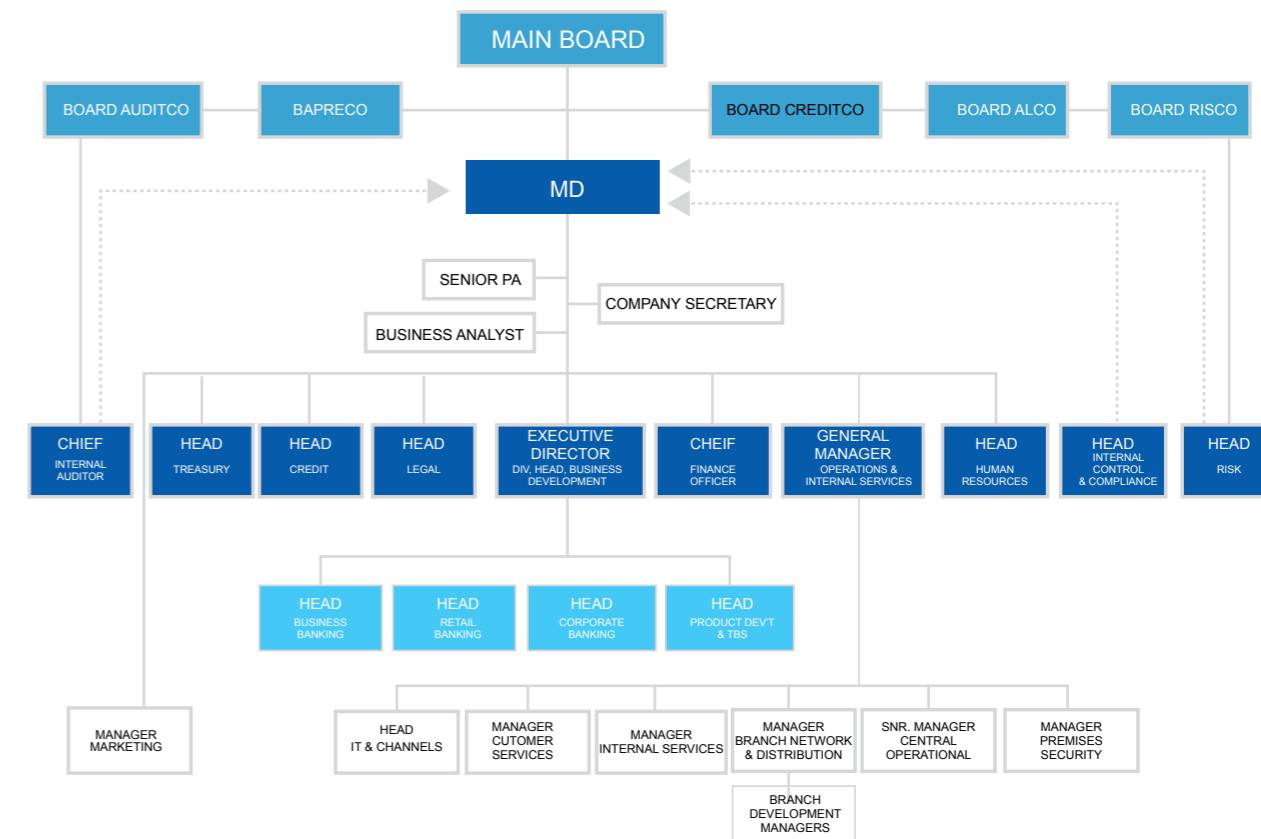 MAIN BOARD
BOARD AUDITCO
BAPRECO
BOARD CREDITCO
BOARD ALCO
BOARD RISCO
MD
SENIOR PA
COMPANY SECRETARY
BUSINESS ANALYST
CHIEF
INTERNAL
AUDITOR
HEAD
TREASURY
HEAD
CREDIT
HEAD
LEGAL
EXECUTIVE
DIRECTOR
DIV, HEAD, BUSINESS
DEVELOPMENT
CHEIF
FINANCE
OFFICER
GENERAL
MANAGER
OPERATIONS &
INTERNAL SERVICES
HEAD
HUMAN
RESOURCES
HEAD
INTERNAL
CONTROL
& COMPLIANCE
HEAD
RISK
HEAD
BUSINESS
BANKING
HEAD
RETAIL
BANKING
HEAD
CORPORATE
BANKING
HEAD
PRODUCT DEV'T
& TBS
MANAGER
MARKETING
HEAD
IT & CHANNELS
MANAGER
CUTOMER
SERVICES
MANAGER
INTERNAL SERVICES
MANAGER
BRANCH NETWORK
& DISTRIBUTION
SNR. MANAGER
CENTRAL
OPERATIONAL
MANAGER
PREMISES
SECURITY
BRANCH
DEVELOPMENT
MANAGERS